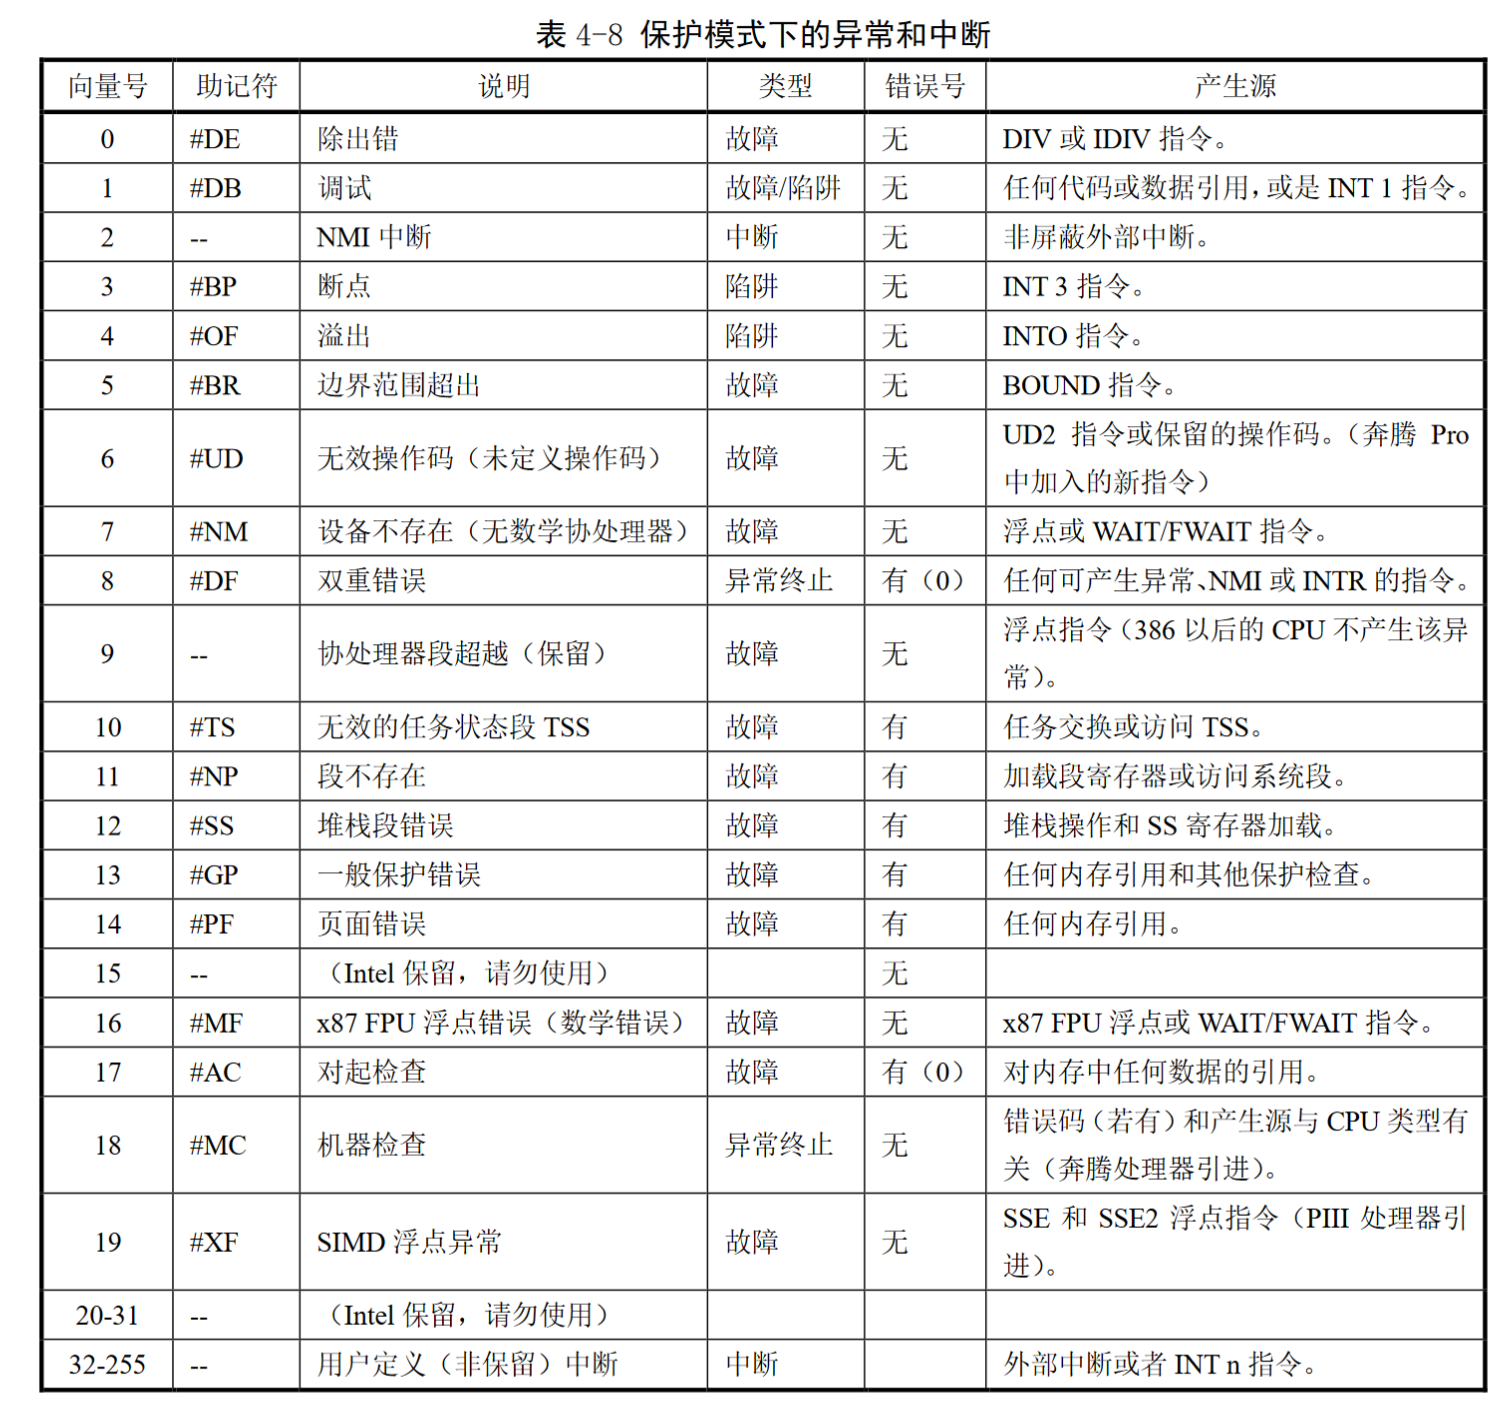 表 4-8 保护模式下的异常和中断
向量号 助记符 说明 类型 错误号 产生源
0 #DE 除出错 故障 无 DIV 或 IDIV 指令。
1 #DB 调试 故障/陷阱 无 任何代码或数据引用，或是 INT 1 指令。
2 -- NMI 中断 中断 无 非屏蔽外部中断。
3 #BP 断点 陷阱 无 INT 3 指令。
4 #OF 溢出 陷阱 无 INTO 指令。
5 #BR 边界范围超出 故障 无 BOUND 指令。
6 #UD 无效操作码（未定义操作码） 故障 无 UD2 指令或保留的操作码。（奔腾 Pro
中加入的新指令）
7 #NM 设备不存在（无数学协处理器） 故障 无 浮点或 WAIT/FWAIT 指令。
8 #DF 双重错误 异常终止 有（0） 任何可产生异常、NMI 或 INTR 的指令。
9 -- 协处理器段超越（保留） 故障 无 浮点指令（386 以后的 CPU 不产生该异
常）。
10 #TS 无效的任务状态段 TSS 故障 有 任务交换或访问 TSS。
11 #NP 段不存在 故障 有 加载段寄存器或访问系统段。
12 #SS 堆栈段错误 故障 有 堆栈操作和 SS 寄存器加载。
13 #GP 一般保护错误 故障 有 任何内存引用和其他保护检查。
14 #PF 页面错误 故障 有 任何内存引用。
15 -- （Intel 保留，请勿使用） 无
16 #MF x87 FPU 浮点错误（数学错误） 故障 无 x87 FPU 浮点或 WAIT/FWAIT 指令。
17 #AC 对起检查 故障 有（0） 对内存中任何数据的引用。
18 #MC 机器检查 异常终止 无 错误码（若有）和产生源与 CPU 类型有
关（奔腾处理器引进）。
19 #XF SIMD 浮点异常 故障 无 SSE 和 SSE2 浮点指令（PIII 处理器引
进）。
20-31 -- （Intel 保留，请勿使用）
32-255 -- 用户定义（非保留）中断 中断 外部中断或者 INT n 指令。